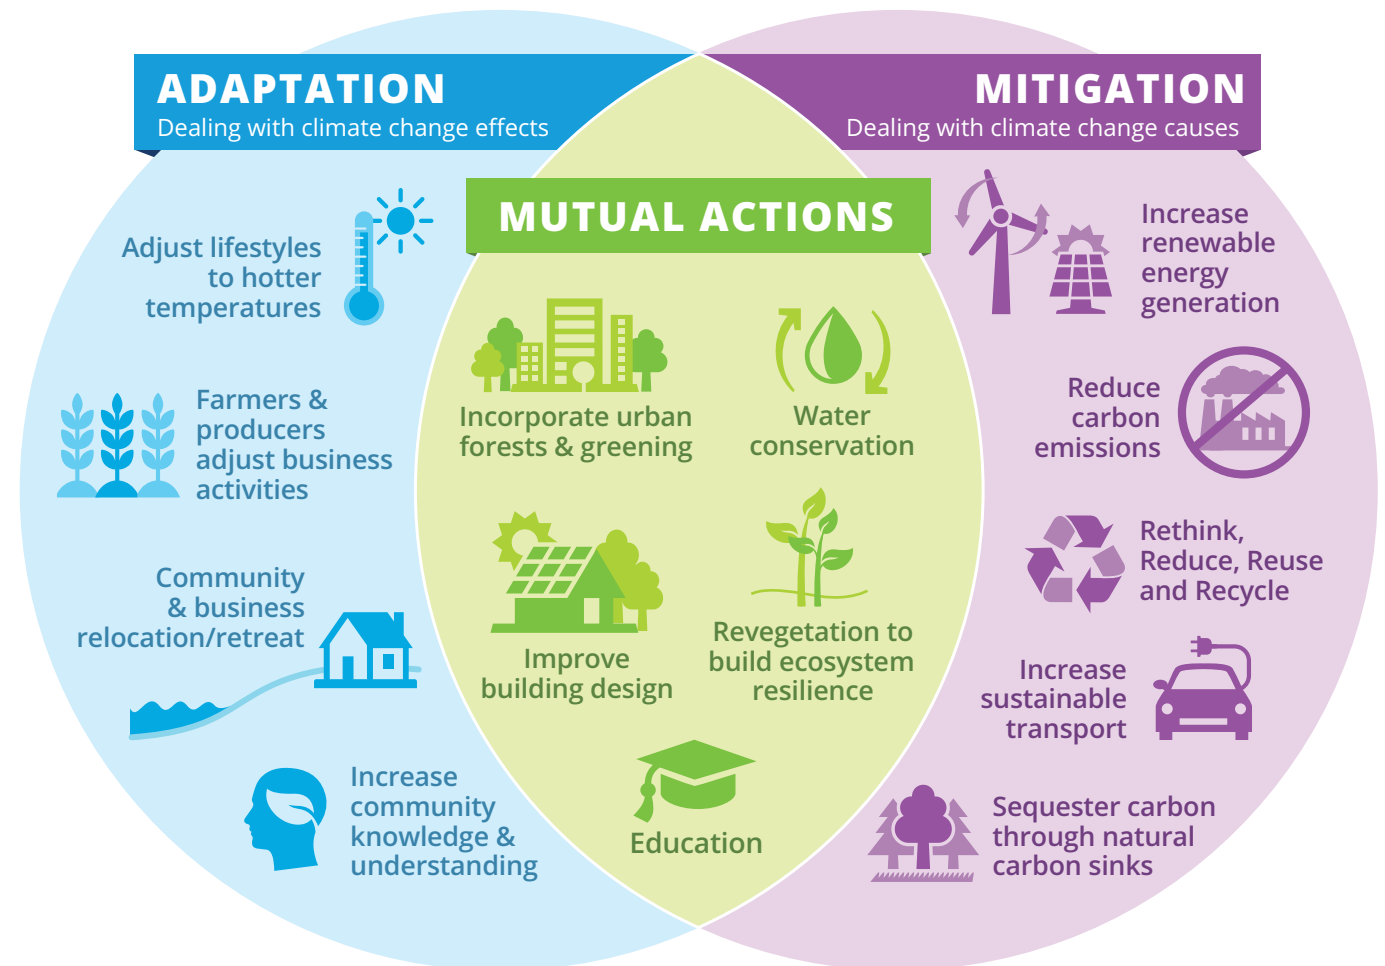 ADAPTATION
Dealing with climate change effects
MITIGATION
Dealing with climate change causes
MUTUAL ACTIONS
Adjust lifestyles
to hotter
temperatures
Farmers &
producers
adjust business
activities
Community
& business
relocation/retreat
Increase
community
knowledge &
understanding
Incorporate urban
forests & greening
Water
conservation
Improve
building design
Revegetation to
build ecosystem
resilience
Education
Increase
renewable
energy
generation
Reduce
carbon
emissions
Rethink,
Reduce, Reuse
and Recycle
Increase
sustainable
transport
Sequester carbon
through natural
carbon sinks